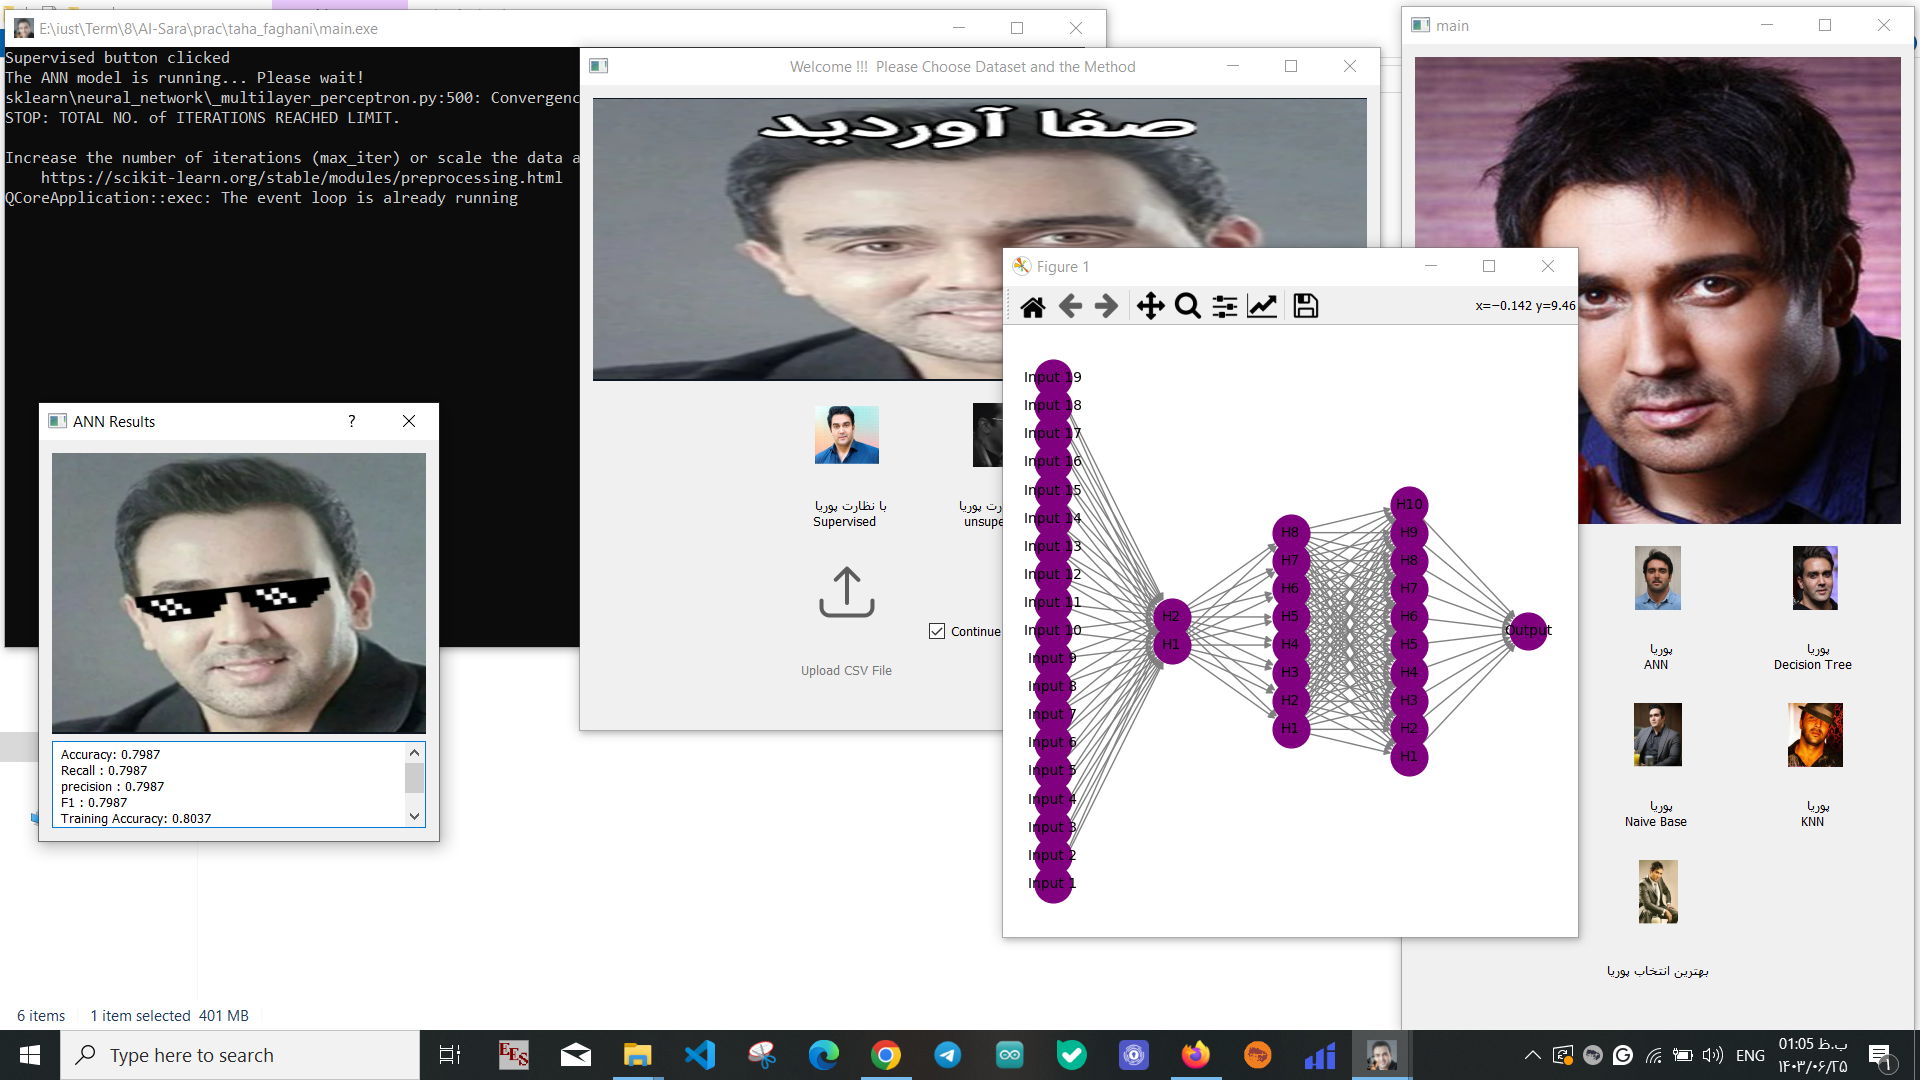 E:\iust\Term\8\AI-Sara\prac\taha_faghani\main.exe
Supervised button clicked
The ANN model is running... Please wait!
sklearn\neural_network\_multilayer_perceptron.py:500: Convergenc
STOP: TOTAL NO. of ITERATIONS REACHED LIMIT.
Increase the number of iterations (max_iter) or scale the data a
https://scikit-learn.org/stable/modules/preprocessing.html
QCoreApplication::exec: The event loop is already running
Welcome !!! Please Choose Dataset and the Method
صفا آوردید
با نظارت پوریا
Supervised
رت پوریا
unsupe
Continue
Upload CSV File
ANN Results
?
Accuracy: 0.7987
Recall : 0.7987
precision : 0.7987
F1 : 0.7987
Training Accuracy: 0.8037
Figure 1
x=−0.142 y=9.46
Input 19
Input 18
Input 17
Input 16
Input 15
Input 14
Input 13
Input 12
Input 11
Input 10
Input 9
Input 8
Input 7
Input 6
Input 5
Input 4
Input 3
Input 2
Input 1
H2
H1
H8
H7
H6
H5
H4
H3
H2
H1
H10
H9
H8
H7
H6
H5
H4
H3
H2
H1
Output
main
پوریا
ANN
پوریا
Decision Tree
پوریا
Naive Base
پوریا
KNN
بهترین انتخاب پوریا
6 items
1 item selected 401 MB
Type here to search
EES
ENG
01:05 ب.ظ
۱۴۰۳/۰۶/۲۵
۱